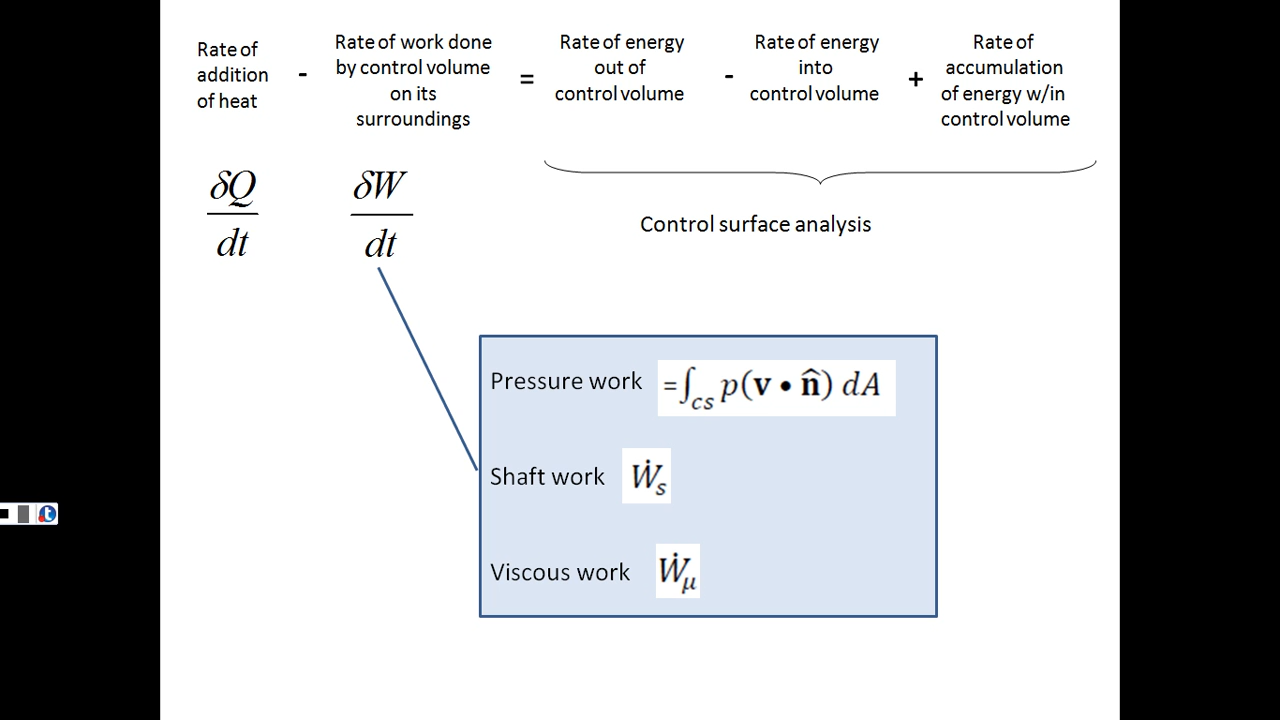 Rate of addition of heat
-
Rate of work done by control volume on its surroundings
=
Rate of energy out of control volume
-
Rate of energy into control volume
+
Rate of accumulation of energy w/in control volume
δQ/dt
δW/dt
Control surface analysis
Pressure work =∫cs p(v • n̂) dA
Shaft work Ẇs
Viscous work Ẇμ
t